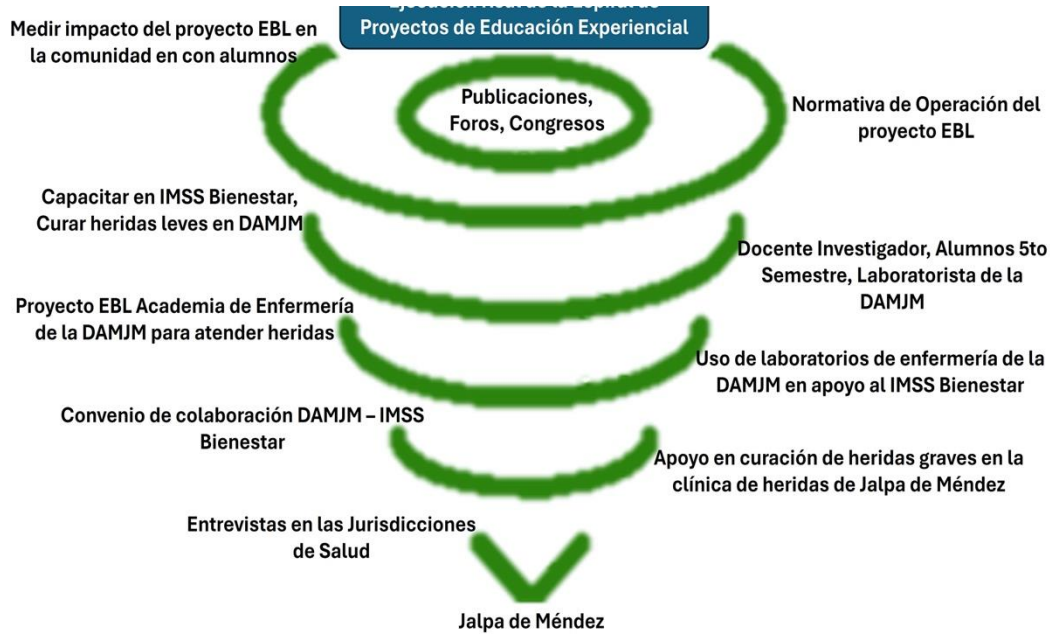 Proyectos de Educación Experiencial
Medir impacto del proyecto EBL en
la comunidad en con alumnos
Publicaciones,
Foros, Congresos
Normativa de Operación del
proyecto EBL
Capacitar en IMSS Bienestar,
Curar heridas leves en DAMJM
Docente Investigador, Alumnos 5to
Semestre, Laboratorista de la
DAMJM
Proyecto EBL Academia de Enfermería
de la DAMJM para atender heridas
Uso de laboratorios de enfermería de la
DAMJM en apoyo al IMSS Bienestar
Convenio de colaboración DAMJM – IMSS
Bienestar
Apoyo en curación de heridas graves en la
clínica de heridas de Jalpa de Méndez
Entrevistas en las Jurisdicciones
de Salud
Jalpa de Méndez